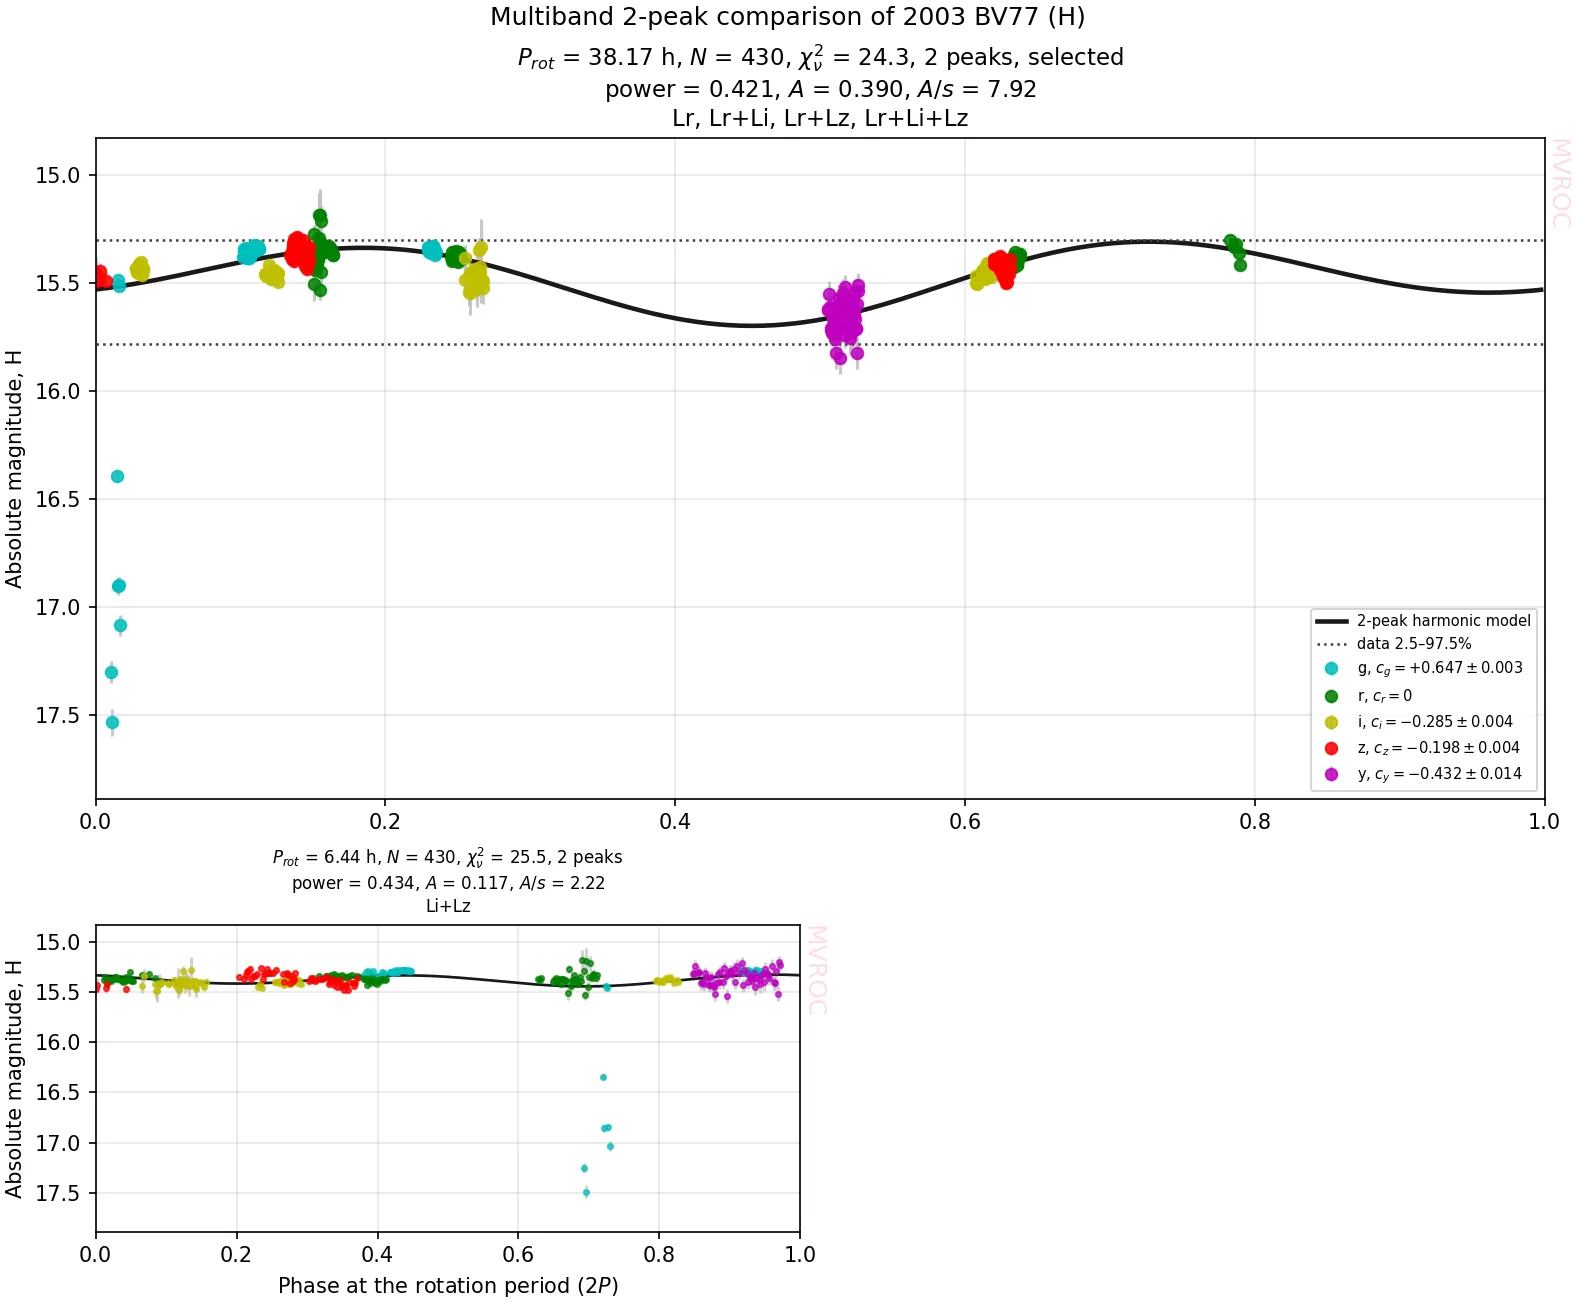 Multiband 2-peak comparison of 2003 BV77 (H)
P_rot = 38.17 h, N = 430, χ²_ν = 24.3, 2 peaks, selected
power = 0.421, A = 0.390, A/s = 7.92
Lr, Lr+Li, Lr+Lz, Lr+Li+Lz
MVROC
Absolute magnitude, H
15.0
15.5
16.0
16.5
17.0
17.5
2-peak harmonic model
data 2.5–97.5%
g, c_g = +0.647 ± 0.003
r, c_r = 0
i, c_i = −0.285 ± 0.004
z, c_z = −0.198 ± 0.004
y, c_y = −0.432 ± 0.014
0.0 0.2 0.4 0.6 0.8 1.0
P_rot = 6.44 h, N = 430, χ²_ν = 25.5, 2 peaks
power = 0.434, A = 0.117, A/s = 2.22
Li+Lz
MVROC
Absolute magnitude, H
15.0
15.5
16.0
16.5
17.0
17.5
0.0 0.2 0.4 0.6 0.8 1.0
Phase at the rotation period (2P)